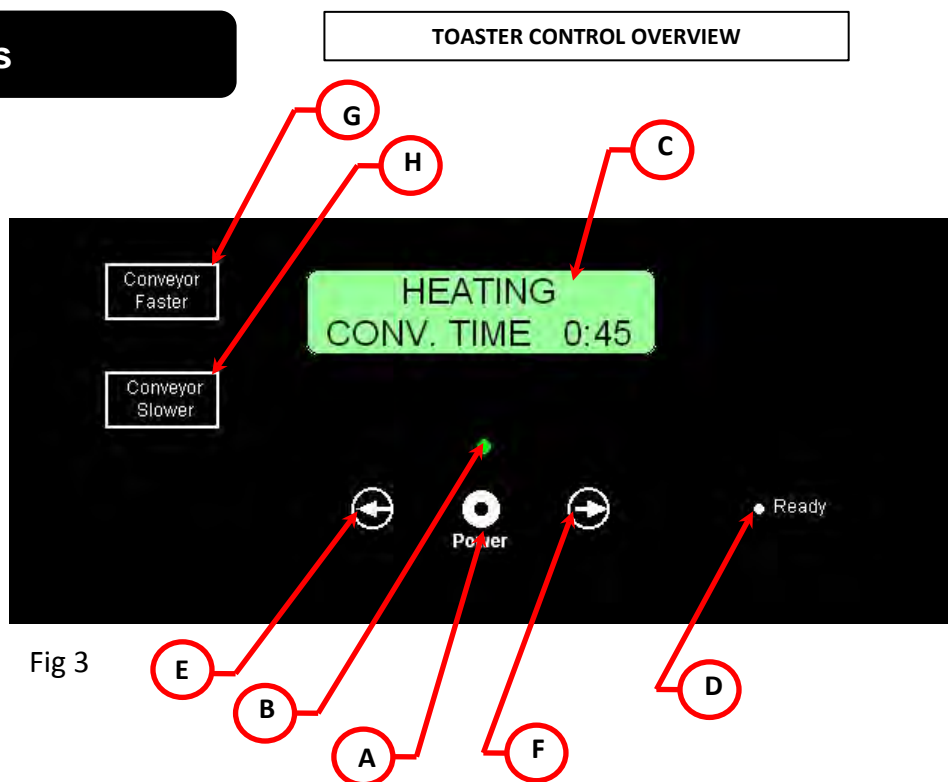 s
TOASTER CONTROL OVERVIEW
G
H
C
Conveyor
Faster
HEATING
CONV. TIME 0:45
Conveyor
Slower
Power
Ready
Fig 3
E
B
A
F
D